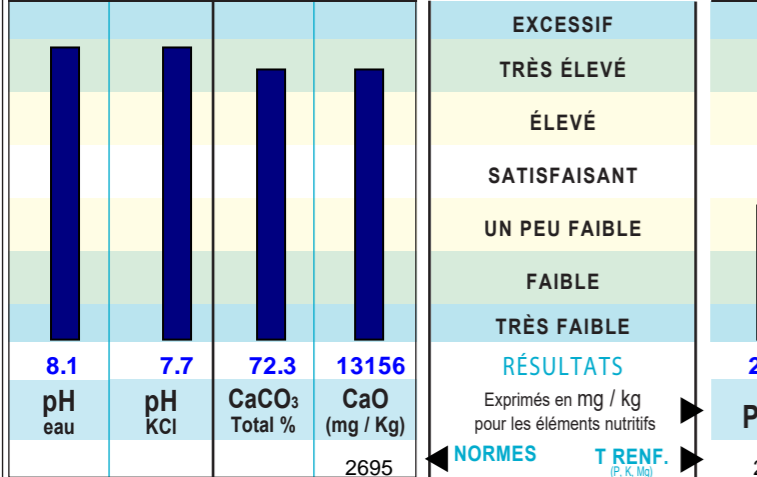 EXCESSIF
TRÈS ÉLEVÉ
ÉLEVÉ
SATISFAISANT
UN PEU FAIBLE
FAIBLE
TRÈS FAIBLE
8.1 7.7 72.3 13156 RÉSULTATS 2
pH eau
pH KCl
CaCO₃ Total %
CaO (mg / Kg)
Exprimés en mg / kg
pour les éléments nutritifs
P
NORMES T RENF.
(P, K, Mg)
2695 2